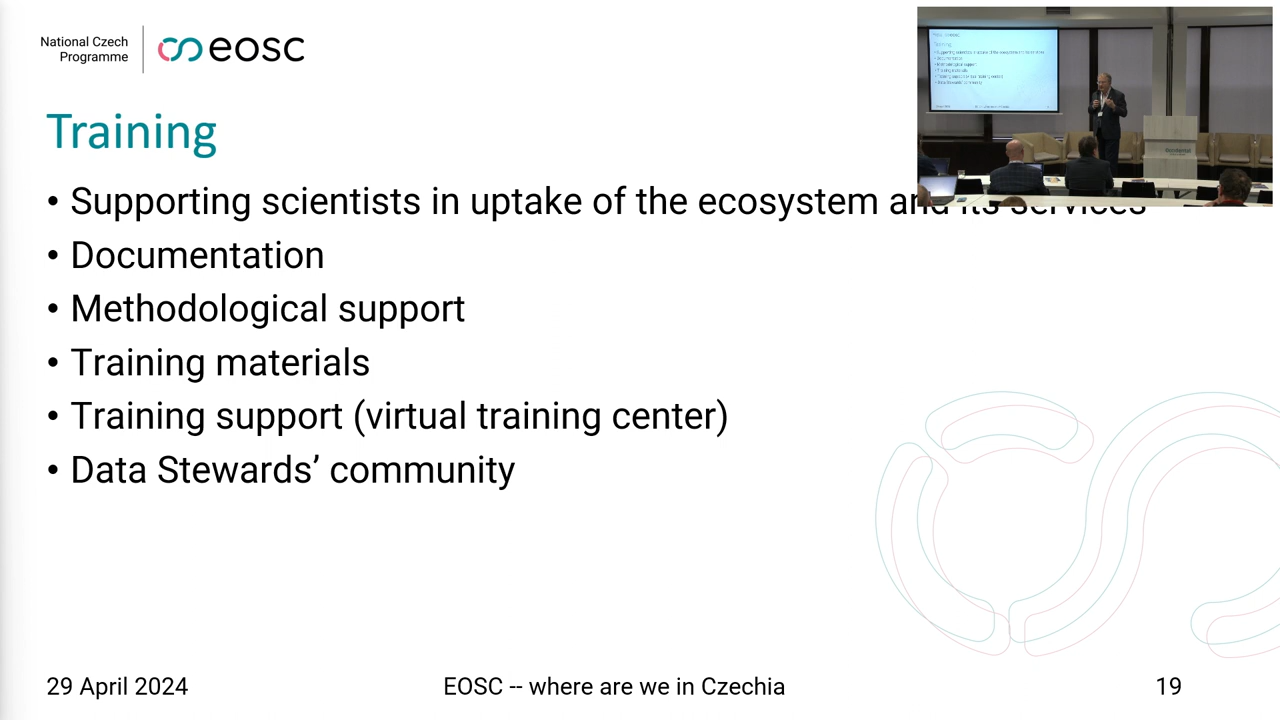 National Czech
Programme
eosc
Training
• Supporting scientists in uptake of the ecosystem and its services
• Documentation
• Methodological support
• Training materials
• Training support (virtual training center)
• Data Stewards’ community
29 April 2024
EOSC -- where are we in Czechia
19